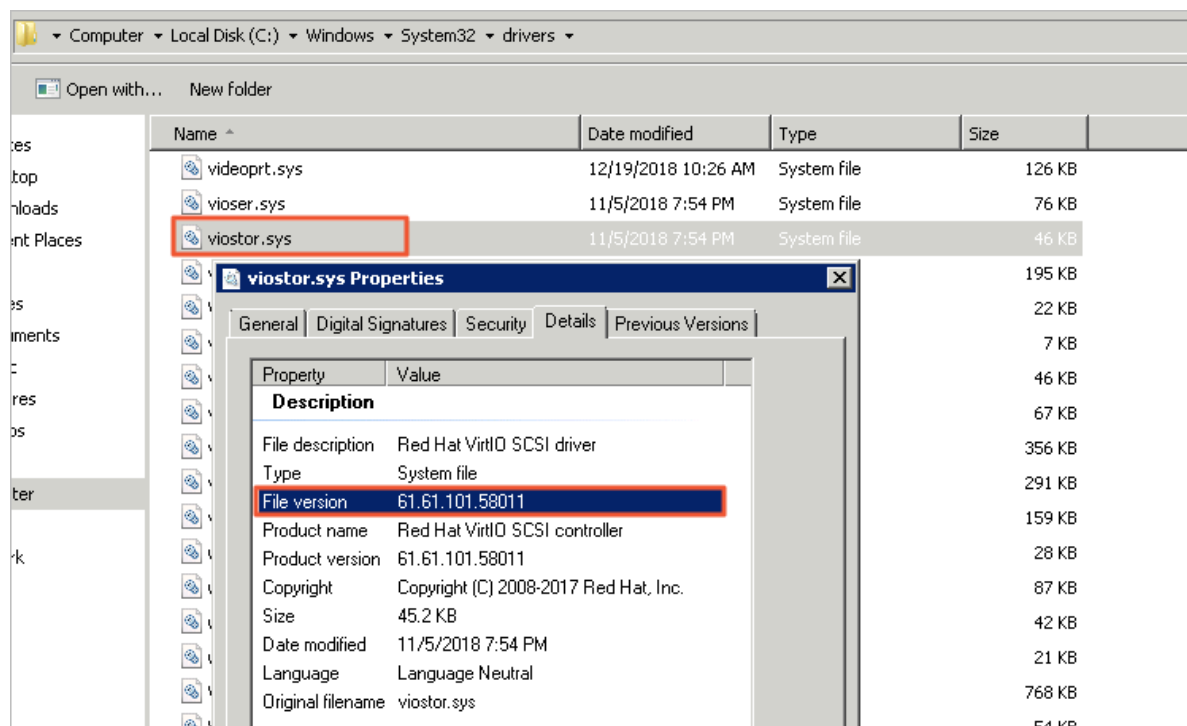 Computer Local Disk (C:) Windows System32 drivers
Open with... New folder
Name Date modified Type Size
videoprt.sys 12/19/2018 10:26 AM System file 126 KB
vioser.sys 11/5/2018 7:54 PM System file 76 KB
nt Places viostor.sys 11/5/2018 7:54 PM System file 46 KB
viostor.sys Properties 195 KB
22 KB
General Digital Signatures Security Details Previous Versions
7 KB
Property Value 46 KB
Description
67 KB
File description Red Hat VirtIO SCSI driver 356 KB
Type System file 291 KB
File version 61.61.101.58011
Product name Red Hat VirtIO SCSI controller 159 KB
Product version 61.61.101.58011 28 KB
Copyright Copyright (C) 2008-2017 Red Hat, Inc. 87 KB
Size 45.2 KB 42 KB
Date modified 11/5/2018 7:54 PM 21 KB
Language Language Neutral
Original filename viostor.sys 768 KB
54 KB